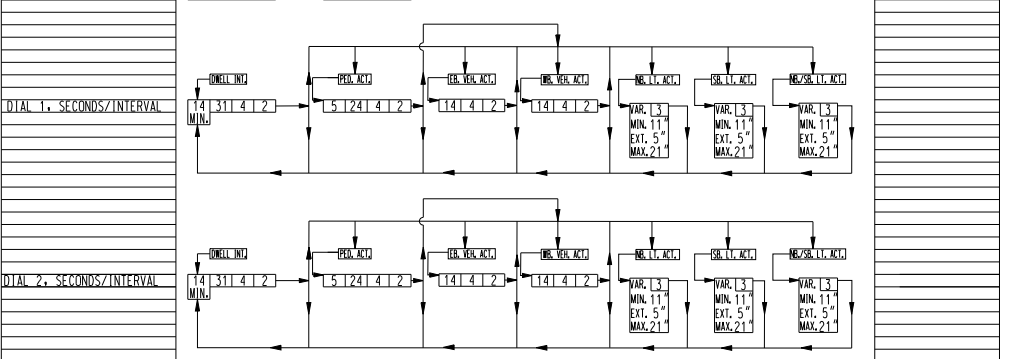 DWELL INT. PED. ACT. EB. VEH. ACT. WB. VEH. ACT. NB. LT. ACT. SB. LT. ACT. NB./SB. LT. ACT.
DIAL 1, SECONDS/INTERVAL 14 31 4 2 5 24 4 2 14 4 2 14 4 2 VAR. 3 VAR. 3 VAR. 3
MIN. MIN. 11" MIN. 11" MIN. 11"
EXT. 5" EXT. 5" EXT. 5"
MAX. 21" MAX. 21" MAX. 21"
DWELL INT. PED. ACT. EB. VEH. ACT. WB. VEH. ACT. NB. LT. ACT. SB. LT. ACT. NB./SB. LT. ACT.
DIAL 2, SECONDS/INTERVAL 14 31 4 2 5 24 4 2 14 4 2 14 4 2 VAR. 3 VAR. 3 VAR. 3
MIN. MIN. 11" MIN. 11" MIN. 11"
EXT. 5" EXT. 5" EXT. 5"
MAX. 21" MAX. 21" MAX. 21"